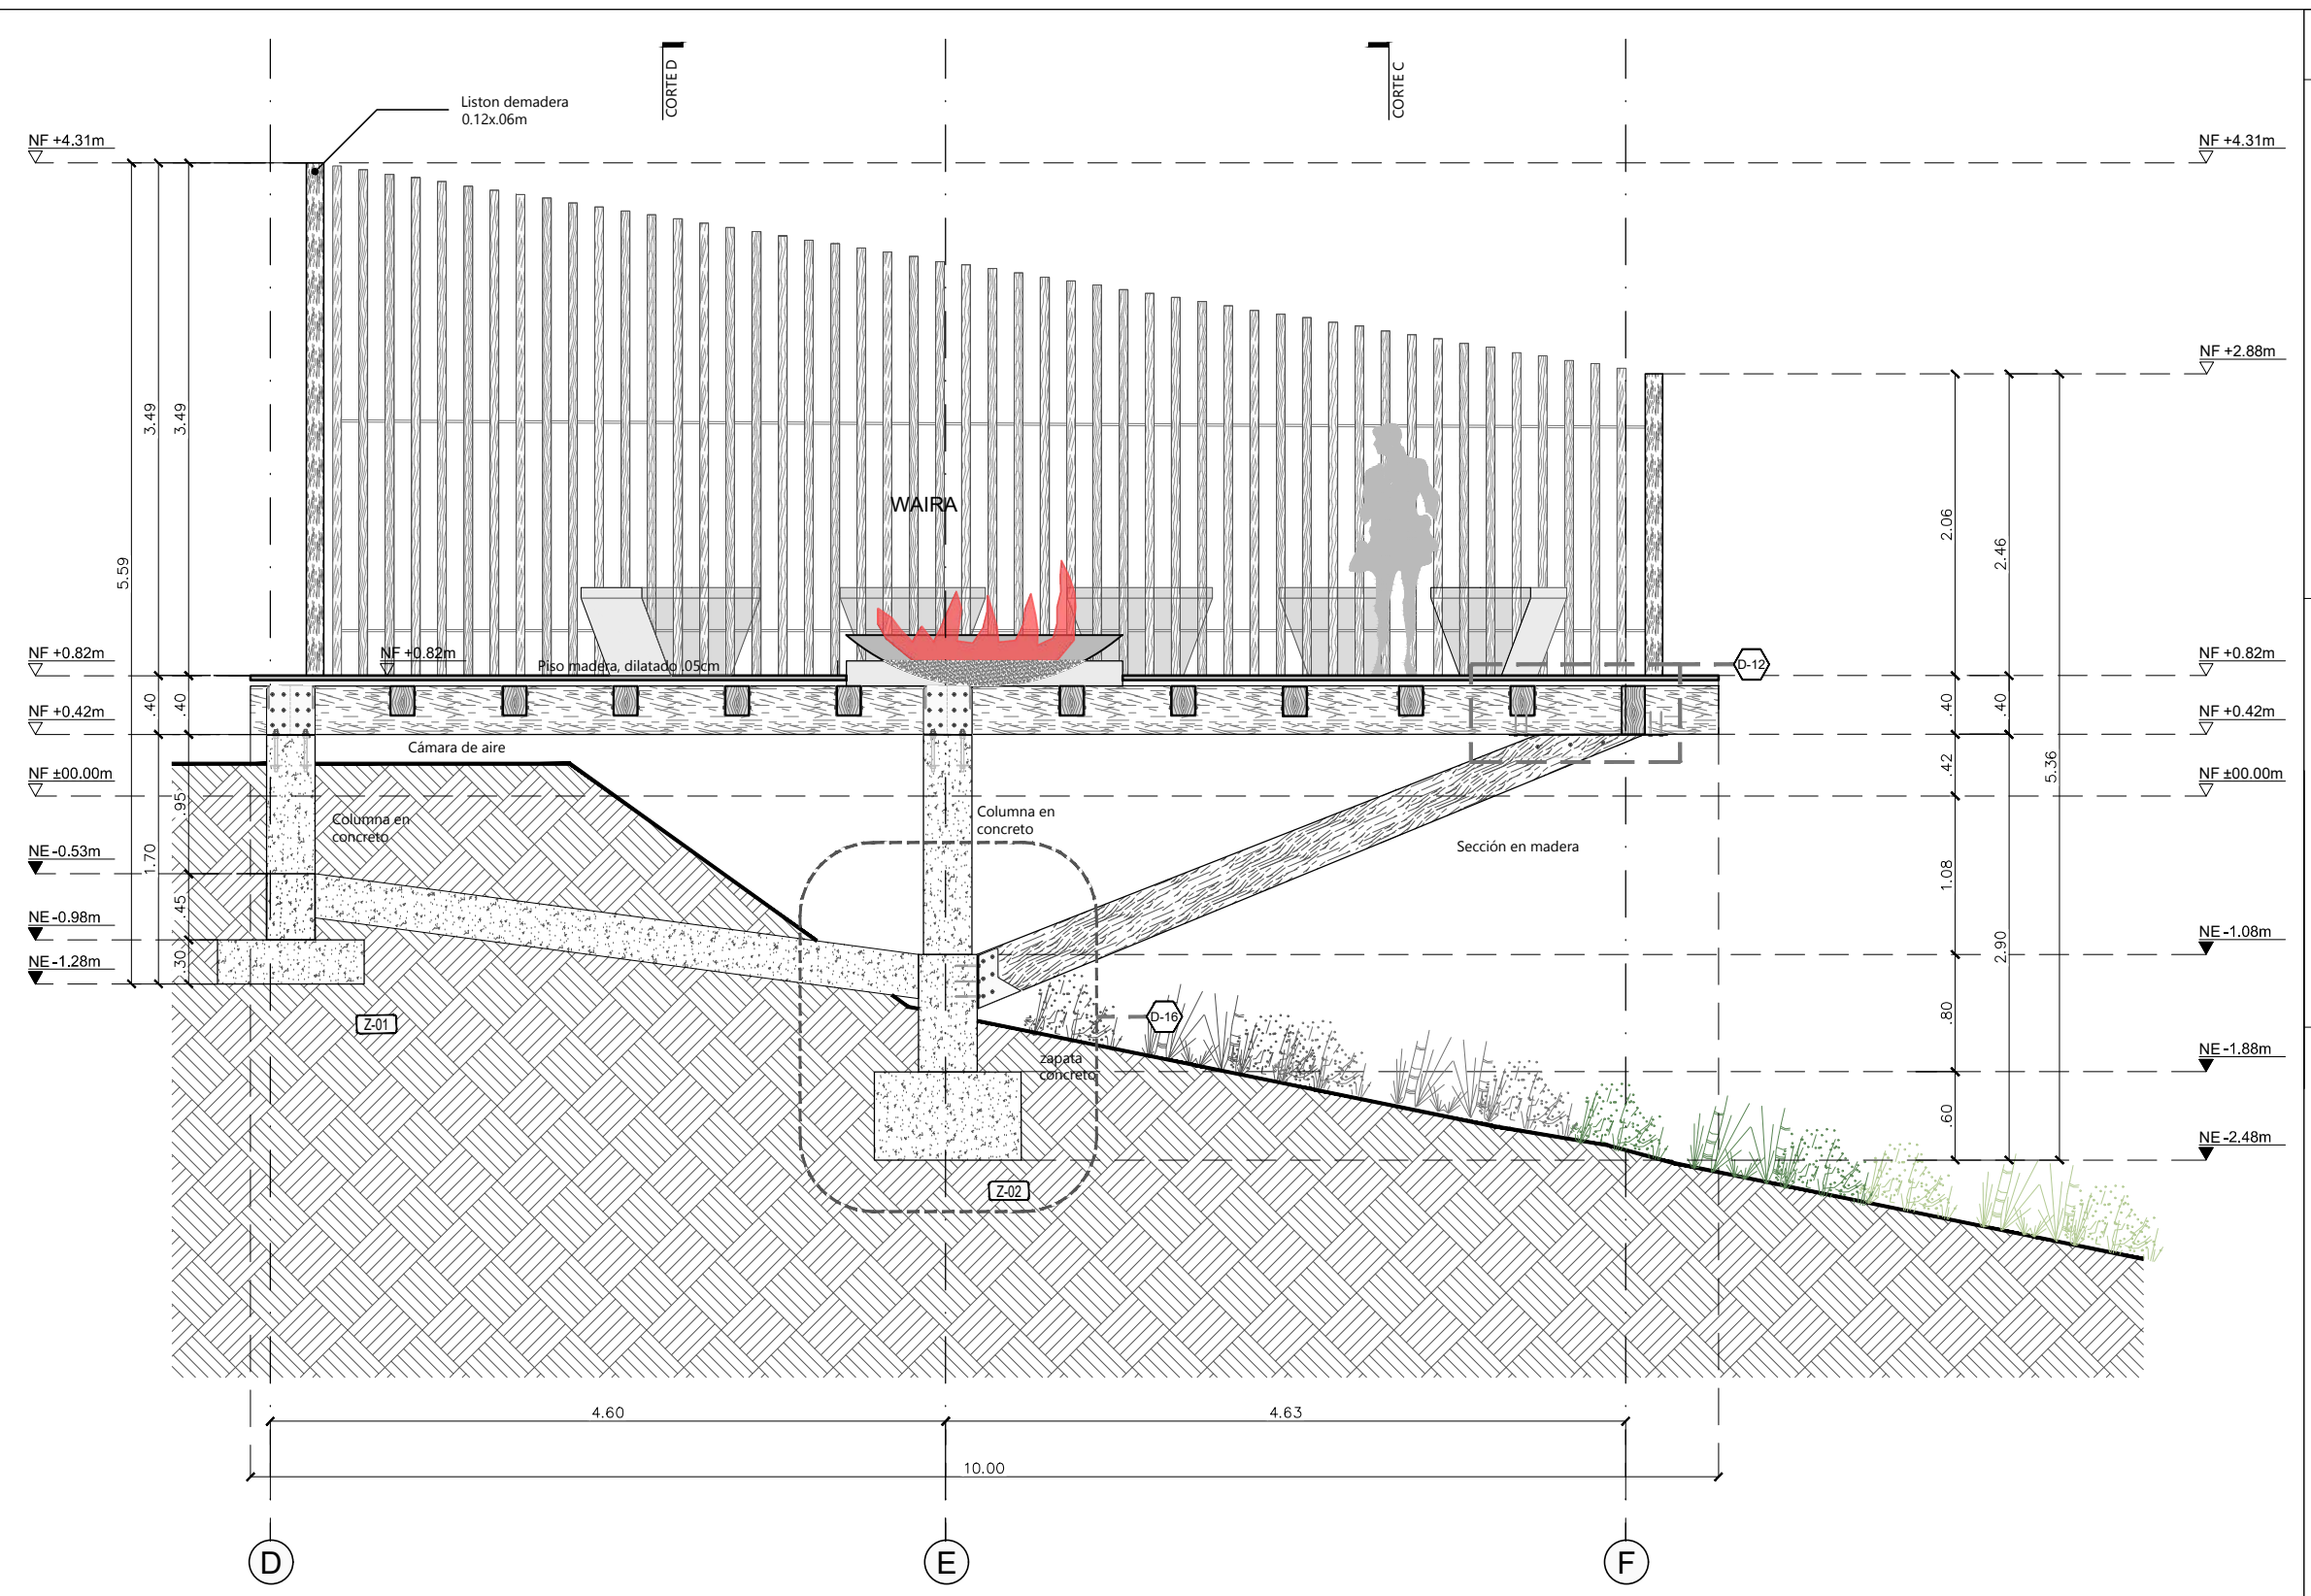 CORTE D
CORTE C
Liston demadera
0.12x.06m
NF +4.31m
NF +4.31m
NF +2.88m
3.49
3.49
5.59
WAIRA
2.06
2.46
NF +0.82m
NF +0.82m
Piso madera, dilatado .05cm
D-12
NF +0.82m
.40
.40
.40
.40
NF +0.42m
NF +0.42m
Cámara de aire
.42
5.36
NF ±00.00m
NF ±00.00m
.95
Columna en
concreto
Columna en
concreto
Sección en madera
NE -0.53m
1.70
1.08
.45
NE -0.98m
NE -1.08m
2.90
NE -1.28m
.30
Z-01
D-16
.80
zapata
concreto
NE -1.88m
.60
NE -2.48m
Z-02
4.60
4.63
10.00
D
E
F